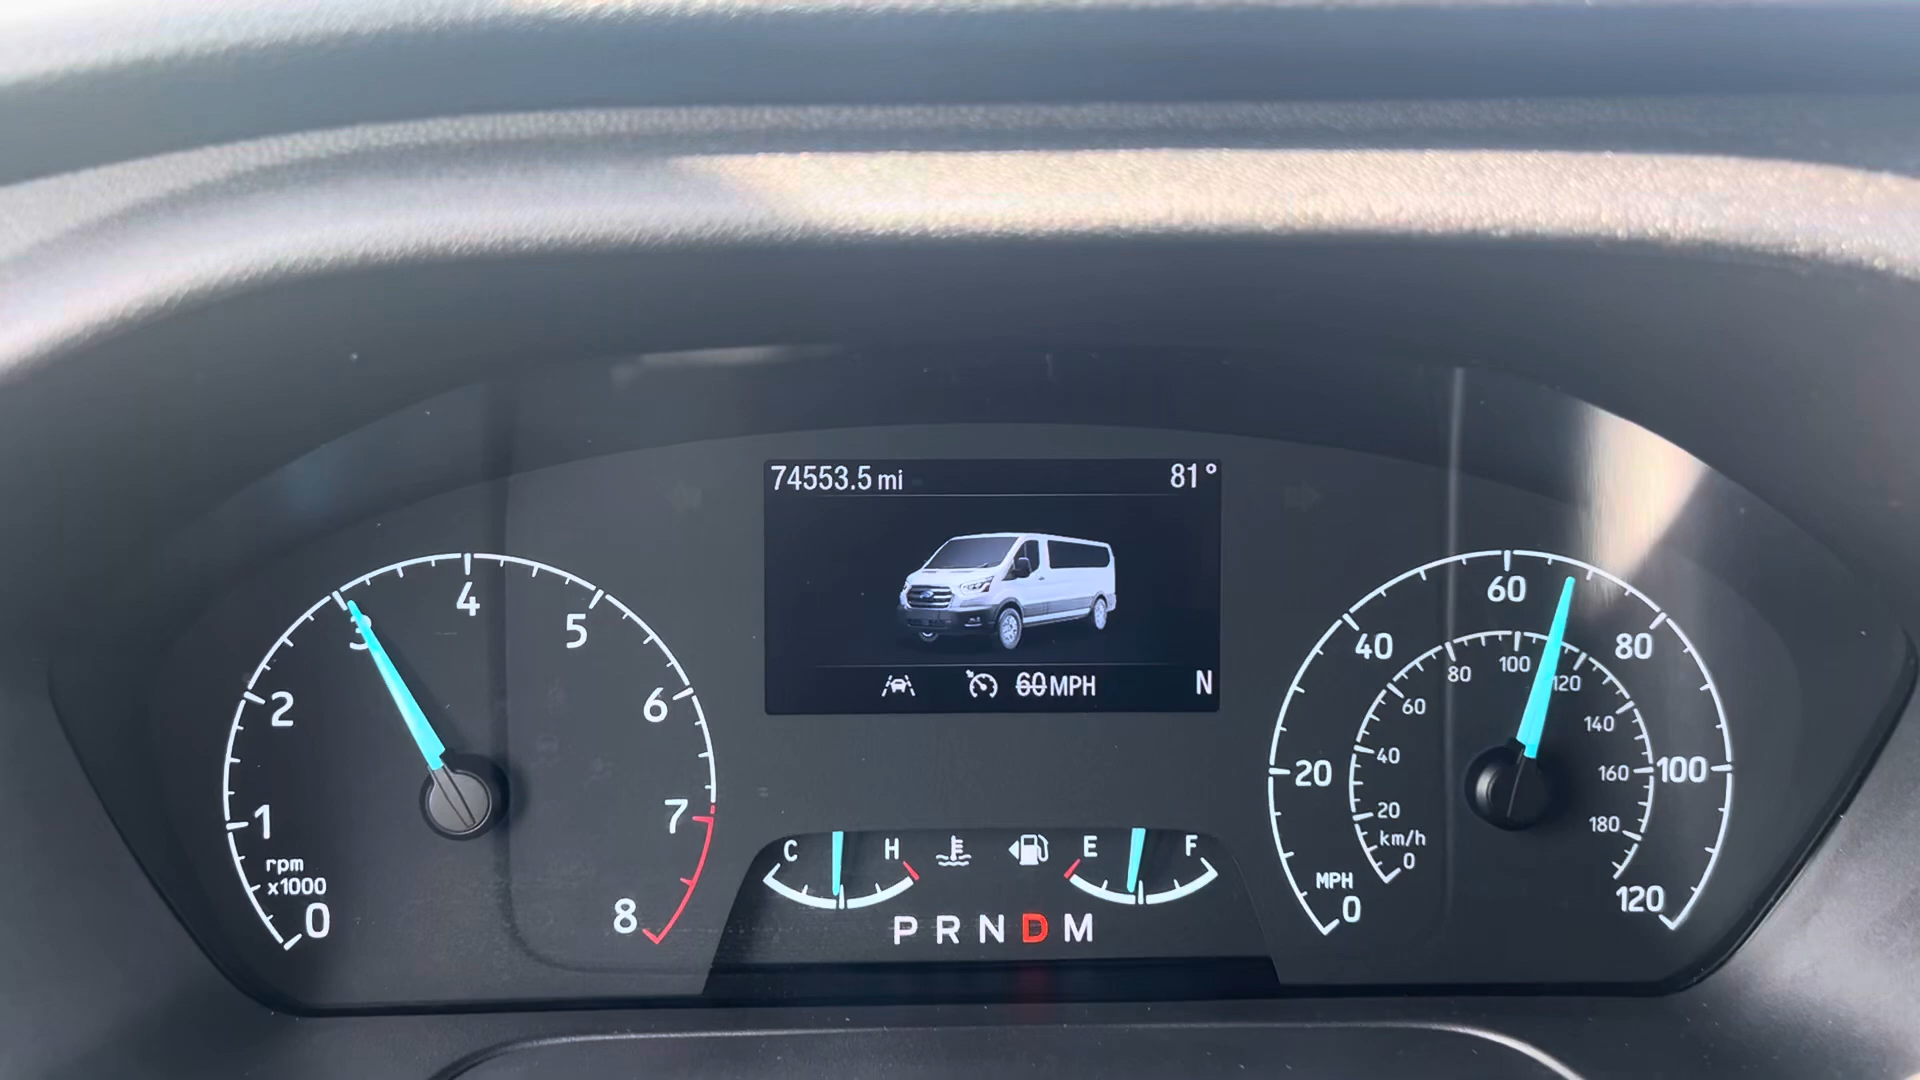 74553.5 mi 81°
60 MPH N
0 1 2 3 4 5 6 7 8
rpm
x1000
C H
E F
P R N D M
0 20 40 60 80 100 120
MPH
0 20 40 60 80 100 120 140 160 180
km/h